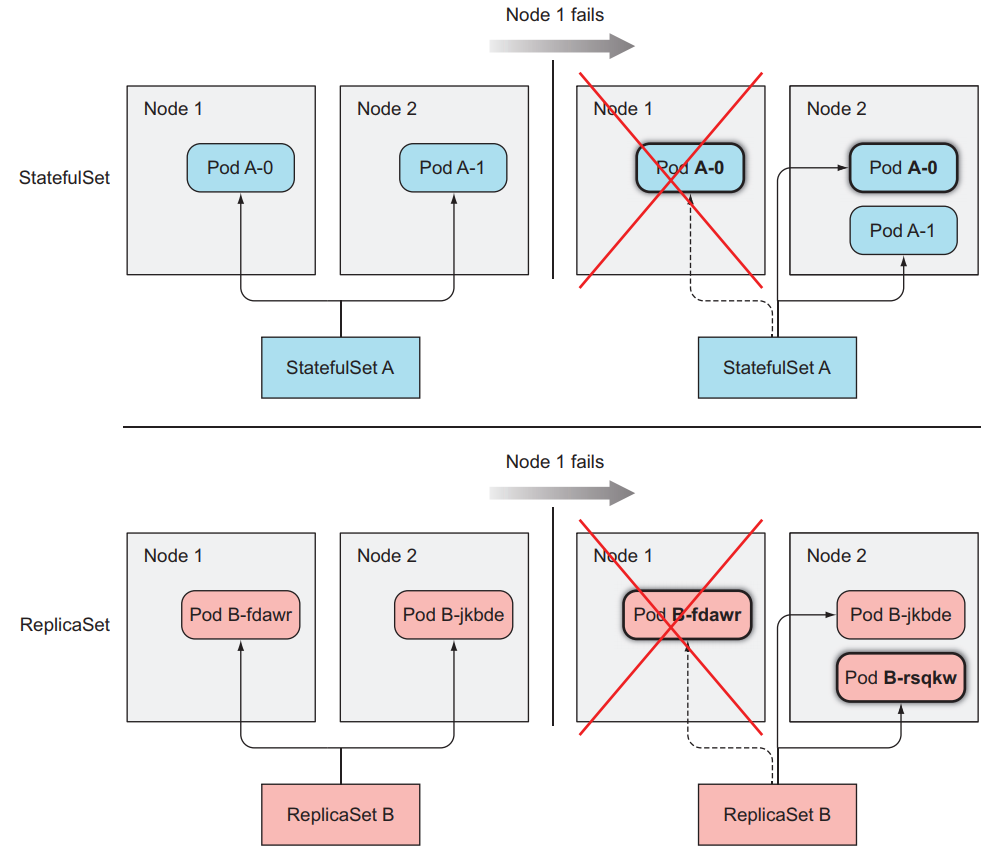 Node 1 fails
Node 1
Node 2
Node 1
Node 2
StatefulSet
Pod A-0
Pod A-1
Pod A-0
Pod A-0
Pod A-1
StatefulSet A
StatefulSet A
Node 1 fails
Node 1
Node 2
Node 1
Node 2
ReplicaSet
Pod B-fdawr
Pod B-jkbde
Pod B-fdawr
Pod B-jkbde
Pod B-rsqkw
ReplicaSet B
ReplicaSet B